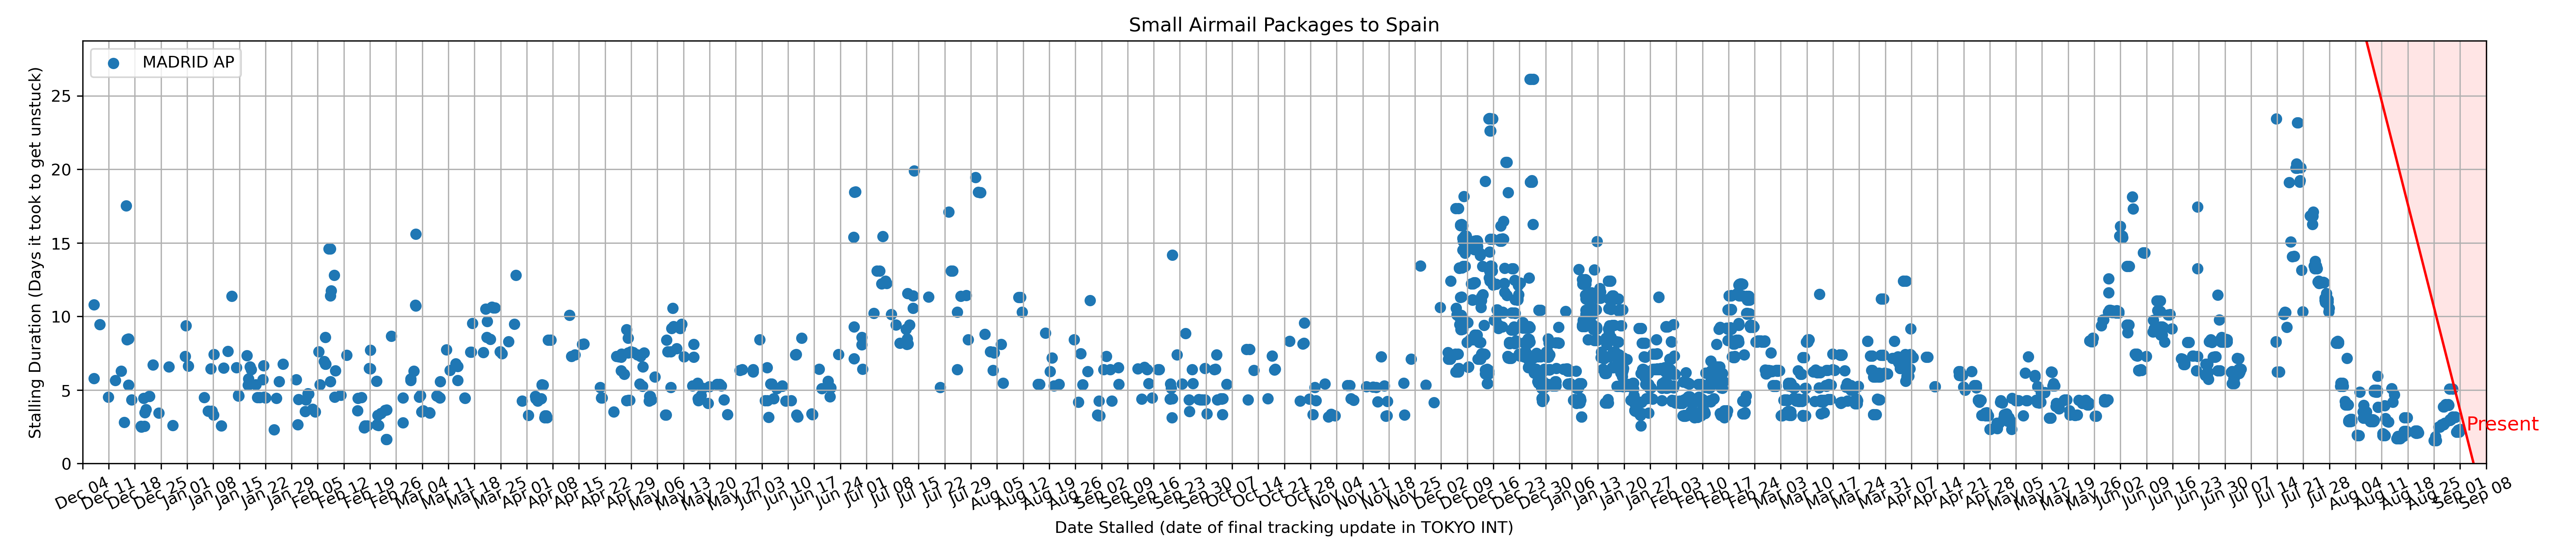 Small Airmail Packages to Spain
MADRID AP
Stalling Duration (Days it took to get unstuck)
25
20
15
10
5
0
Present
Dec 04
Dec 11
Dec 18
Dec 25
Jan 01
Jan 08
Jan 15
Jan 22
Jan 29
Feb 05
Feb 12
Feb 19
Feb 26
Mar 04
Mar 11
Mar 18
Mar 25
Apr 01
Apr 08
Apr 15
Apr 22
Apr 29
May 06
May 13
May 20
May 27
Jun 03
Jun 10
Jun 17
Jun 24
Jul 01
Jul 08
Jul 15
Jul 22
Jul 29
Aug 05
Aug 12
Aug 19
Aug 26
Sep 02
Sep 09
Sep 16
Sep 23
Sep 30
Oct 07
Oct 14
Oct 21
Oct 28
Nov 04
Nov 11
Nov 18
Nov 25
Dec 02
Dec 09
Dec 16
Dec 23
Dec 30
Jan 06
Jan 13
Jan 20
Jan 27
Feb 03
Feb 10
Feb 17
Feb 24
Mar 03
Mar 10
Mar 17
Mar 24
Mar 31
Apr 07
Apr 14
Apr 21
Apr 28
May 05
May 12
May 19
May 26
Jun 02
Jun 09
Jun 16
Jun 23
Jun 30
Jul 07
Jul 14
Jul 21
Jul 28
Aug 04
Aug 11
Aug 18
Aug 25
Sep 01
Sep 08
Date Stalled (date of final tracking update in TOKYO INT)